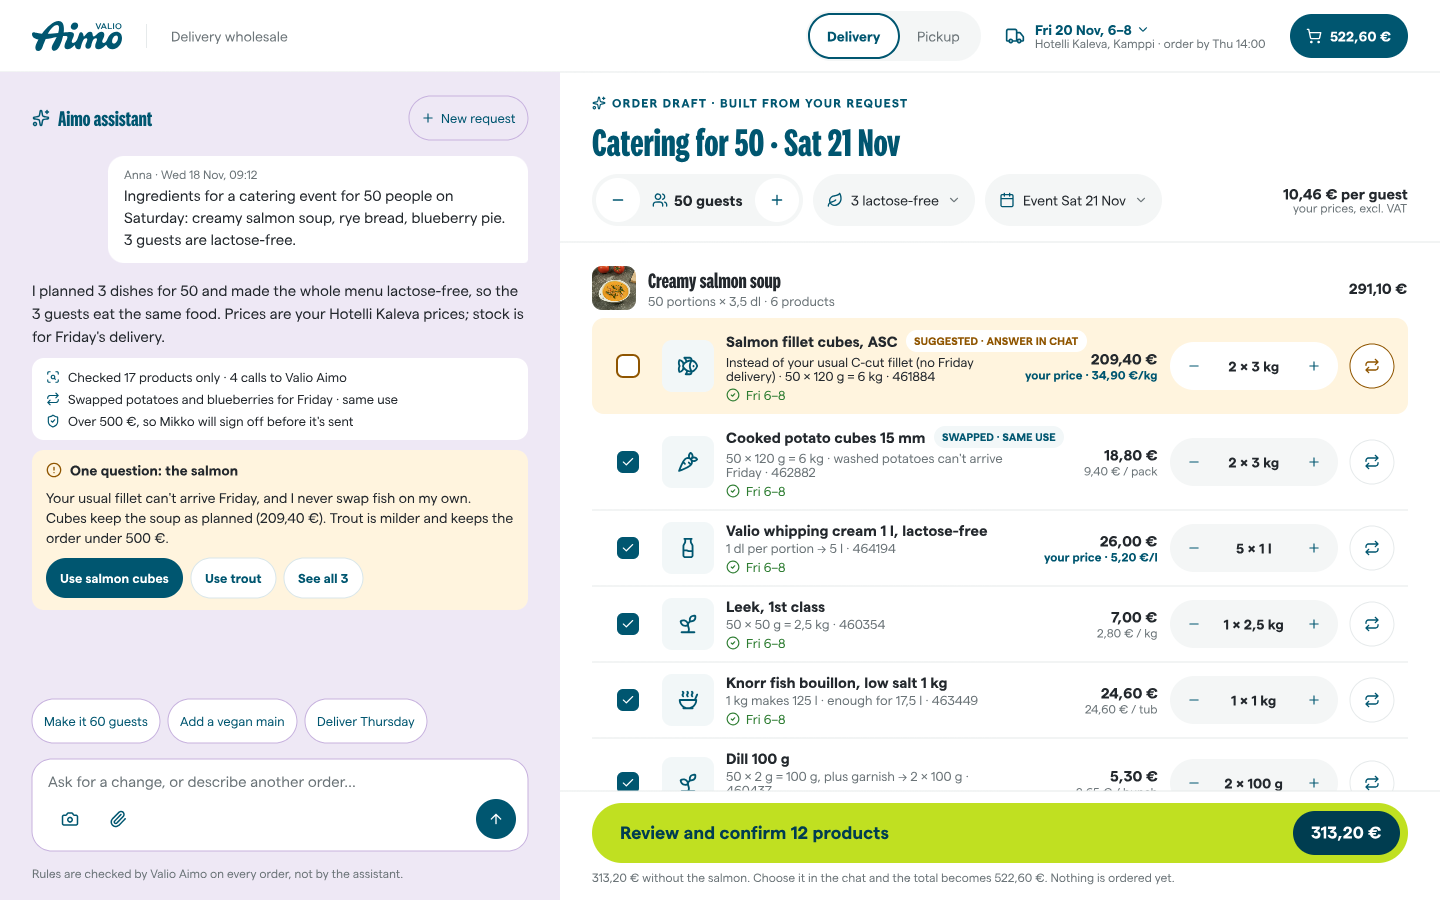 VALIO
Aimo
Delivery wholesale
Delivery
Pickup
Fri 20 Nov, 6–8
Hotelli Kaleva, Kamppi · order by Thu 14:00
522,60 €
Aimo assistant
New request
Anna · Wed 18 Nov, 09:12
Ingredients for a catering event for 50 people on
Saturday: creamy salmon soup, rye bread, blueberry pie.
3 guests are lactose-free.
I planned 3 dishes for 50 and made the whole menu lactose-free, so the
3 guests eat the same food. Prices are your Hotelli Kaleva prices; stock is
for Friday's delivery.
Checked 17 products only · 4 calls to Valio Aimo
Swapped potatoes and blueberries for Friday · same use
Over 500 €, so Mikko will sign off before it's sent
One question: the salmon
Your usual fillet can't arrive Friday, and I never swap fish on my own.
Cubes keep the soup as planned (209,40 €). Trout is milder and keeps the
order under 500 €.
Use salmon cubes
Use trout
See all 3
Make it 60 guests
Add a vegan main
Deliver Thursday
Ask for a change, or describe another order...
Rules are checked by Valio Aimo on every order, not by the assistant.
ORDER DRAFT · BUILT FROM YOUR REQUEST
Catering for 50 · Sat 21 Nov
50 guests
3 lactose-free
Event Sat 21 Nov
10,46 € per guest
your prices, excl. VAT
Creamy salmon soup
50 portions × 3,5 dl · 6 products
291,10 €
Salmon fillet cubes, ASC
SUGGESTED · ANSWER IN CHAT
Instead of your usual C-cut fillet (no Friday
delivery) · 50 × 120 g = 6 kg · 461884
Fri 6–8
209,40 €
your price · 34,90 €/kg
2 × 3 kg
Cooked potato cubes 15 mm
SWAPPED · SAME USE
50 × 120 g = 6 kg · washed potatoes can't arrive
Friday · 462882
Fri 6–8
18,80 €
9,40 € / pack
2 × 3 kg
Valio whipping cream 1 l, lactose-free
1 dl per portion → 5 l · 464194
Fri 6–8
26,00 €
your price · 5,20 €/l
5 × 1 l
Leek, 1st class
50 × 50 g = 2,5 kg · 460354
Fri 6–8
7,00 €
2,80 € / kg
1 × 2,5 kg
Knorr fish bouillon, low salt 1 kg
1 kg makes 125 l · enough for 17,5 l · 463449
Fri 6–8
24,60 €
24,60 € / tub
1 × 1 kg
Dill 100 g
50 × 2 g = 100 g, plus garnish → 2 × 100 g ·
5,30 €
2 × 100 g
Review and confirm 12 products
313,20 €
313,20 € without the salmon. Choose it in the chat and the total becomes 522,60 €. Nothing is ordered yet.